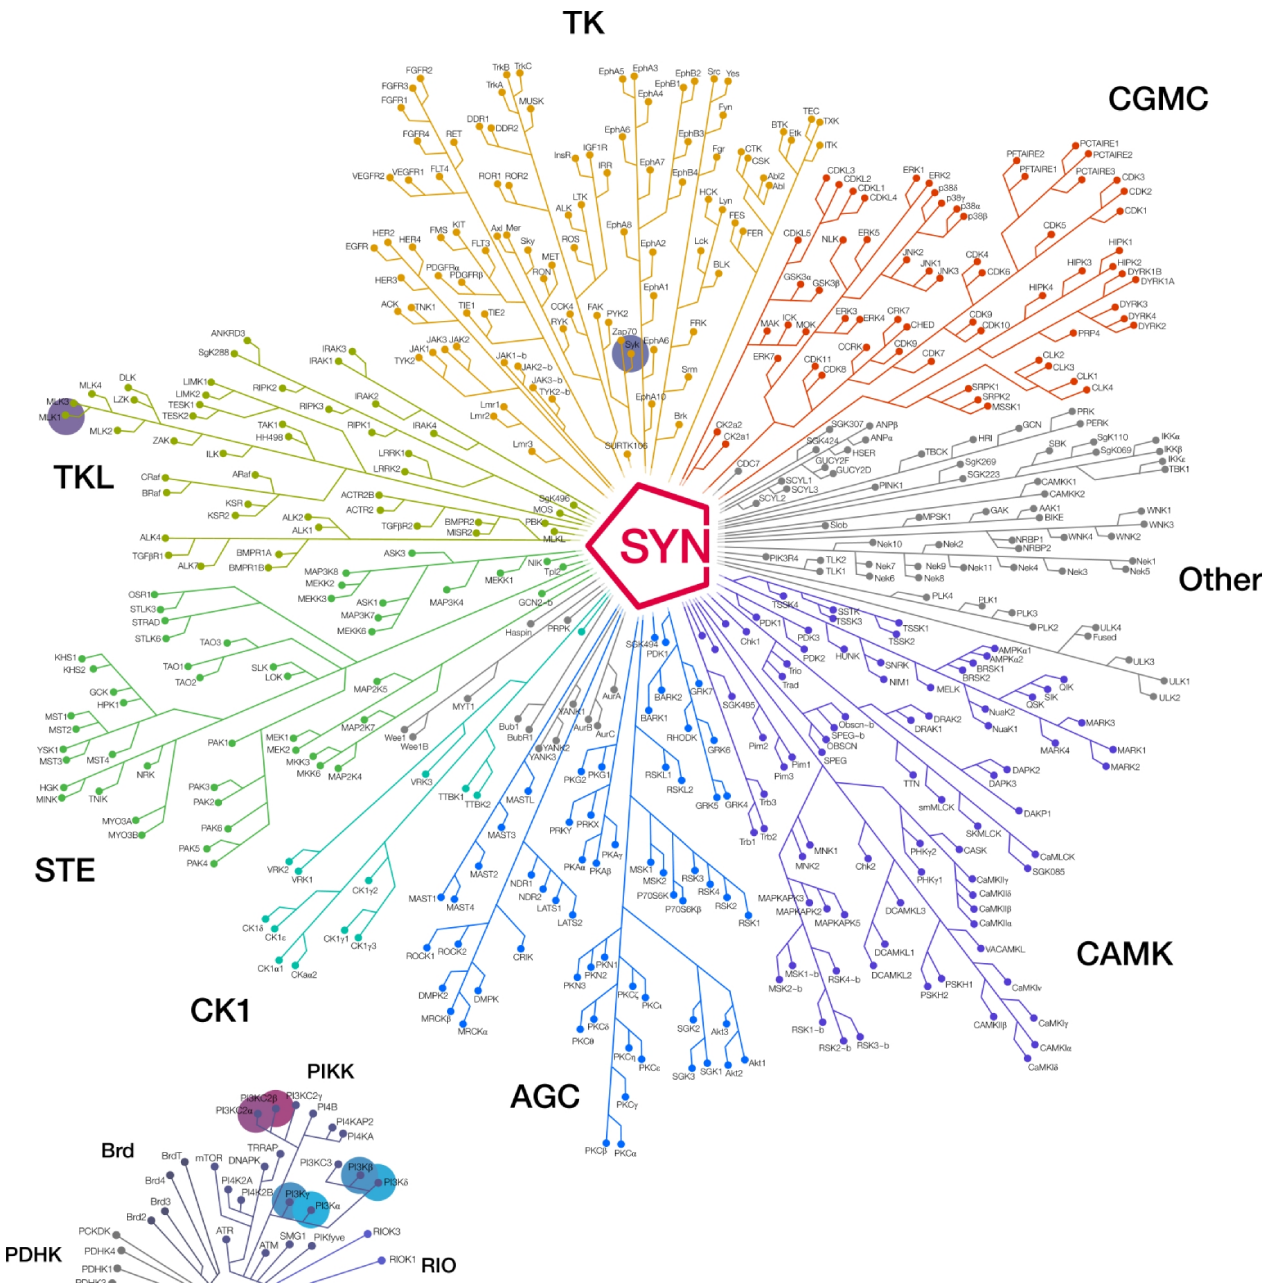 TK
CGMC
TKL
Other
STE
CAMK
CK1
AGC
PIKK
Brd
PDHK
RIO
SYN
FGFR2
FGFR3
FGFR1
FGFR4
RET
VEGFR2
VEGFR1
FLT4
TrkB
TrkC
TrkA
MUSK
DDR1
DDR2
ROR1
ROR2
InsR
IGF1R
IRR
LTK
ALK
ROS
EphA5
EphA3
EphB1
EphB2
EphA4
EphA6
EphB3
EphA7
EphB4
EphA8
EphA2
EphA1
EphA6
EphA10
Src
Yes
Fyn
Fgr
HCK
Lyn
Lck
BLK
FRK
Srm
Brk
CTK
CSK
Abl2
Abl
FES
FER
BTK
TEC
TXK
Etk
ITK
HER2
EGFR
HER4
HER3
FMS
KIT
FLT3
PDGFRα
PDGFRβ
Axl
Mer
Sky
MET
RON
ACK
TNK1
TIE1
TIE2
CCK4
RYK
FAK
PYK2
Zap70
Syk
JAK3
JAK2
JAK1
TYK2
JAK1~b
JAK2~b
JAK3~b
TYK2~b
Lmr1
Lmr2
Lmr3
SURTK106
CDKL3
CDKL2
CDKL1
CDKL4
CDKL5
ERK1
ERK2
p38δ
p38γ
p38α
p38β
NLK
ERK5
JNK2
JNK1
JNK3
GSK3α
GSK3β
MAK
ICK
MOK
ERK3
ERK4
ERK7
CRK7
CHED
CCRK
CDK9
CDK7
CDK11
CDK8
PFTAIRE2
PFTAIRE1
PCTAIRE1
PCTAIRE2
PCTAIRE3
CDK3
CDK2
CDK1
CDK5
CDK4
CDK6
CDK9
CDK10
HIPK1
HIPK3
HIPK2
DYRK1B
DYRK1A
HIPK4
DYRK3
DYRK4
DYRK2
PRP4
CLK2
CLK3
CLK1
CLK4
SRPK1
SRPK2
MSSK1
CK2a2
CK2a1
CDC7
SGK307
ANPβ
SGK424
ANPα
HSER
GUCY2F
GUCY2D
SCYL1
SCYL3
SCYL2
PRK
PERK
GCN
HRI
TBCK
PINK1
SBK
SgK110
SgK069
SgK269
SGK223
IKKα
IKKβ
IKKε
TBK1
CAMKK1
CAMKK2
Slob
MPSK1
GAK
AAK1
BIKE
WNK1
WNK3
WNK4
WNK2
NRBP1
NRBP2
PIK3R4
TLK2
TLK1
Nek10
Nek2
Nek7
Nek6
Nek9
Nek8
Nek11
Nek4
Nek3
Nek1
Nek5
PLK4
PLK1
PLK3
PLK2
ULK4
Fused
ULK3
ULK1
ULK2
ANKRD3
SgK288
IRAK3
IRAK1
DLK
MLK4
LZK
MLK3
MLK1
MLK2
LIMK1
LIMK2
TESK1
TESK2
RIPK2
RIPK3
IRAK2
RIPK1
IRAK4
TAK1
HH498
ZAK
ILK
LRRK1
LRRK2
CRaf
BRaf
ARaf
KSR
KSR2
ACTR2B
ACTR2
ALK2
ALK1
TGFβR2
BMPR2
MISR2
SgK496
MOS
PBK
MLKL
ALK4
TGFβR1
ALK7
BMPR1A
BMPR1B
ASK3
MAP3K8
MEKK2
MEKK3
ASK1
MAP3K7
MEKK6
MAP3K4
MEKK1
NIK
Tpl2
GCN2~b
Haspin
PRPK
OSR1
STLK3
STRAD
STLK6
TAO3
TAO1
TAO2
SLK
LOK
KHS1
KHS2
GCK
HPK1
MST1
MST2
YSK1
MST3
MST4
HGK
MINK
TNIK
NRK
MYO3A
MYO3B
PAK1
PAK3
PAK2
PAK6
PAK5
PAK4
MAP2K5
MAP2K7
MEK1
MEK2
MKK3
MKK6
MAP2K4
MYT1
Wee1
Wee1B
Bub1
BubR1
YANK1
YANK2
YANK3
AurA
AurB
AurC
VRK3
VRK2
VRK1
TTBK1
TTBK2
CK1γ2
CK1δ
CK1ε
CK1γ1
CK1γ3
CK1α1
CKaα2
SGK494
PDK1
BARK2
BARK1
GRK7
RHODK
GRK6
GRK5
GRK4
PKG2
PKG1
RSKL1
RSKL2
PRKY
PRKX
PKAγ
PKAα
PKAβ
MASTL
MAST3
MAST2
MAST1
MAST4
NDR1
NDR2
LATS1
LATS2
ROCK1
ROCK2
CRIK
DMPK2
DMPK
MRCKβ
MRCKα
MSK1
MSK2
P70S6K
P70S6Kβ
RSK3
RSK4
RSK2
RSK1
PKN1
PKN2
PKN3
PKCζ
PKCι
PKCδ
PKCθ
PKCη
PKCε
PKCγ
PKCβ
PKCα
SGK2
SGK3
SGK1
Akt3
Akt2
Akt1
TSSK4
SSTK
TSSK3
TSSK1
TSSK2
PDK1
Chk1
PDK3
PDK2
Trio
Trad
HUNK
SNRK
NIM1
SGK495
Pim2
Pim1
Pim3
Trb3
Trb1
Trb2
Obscn~b
SPEG~b
OBSCN
SPEG
AMPKα1
AMPKα2
BRSK1
BRSK2
MELK
QIK
SIK
QSK
NuaK2
NuaK1
MARK3
MARK4
MARK1
MARK2
DRAK2
DRAK1
DAPK2
DAPK3
DAKP1
TTN
smMLCK
SKMLCK
CaMLCK
SGK085
MNK1
MNK2
Chk2
PHKγ2
PHKγ1
CASK
CaMKIIγ
CaMKIIδ
CaMKIIβ
CaMKIIα
MAPKAPK3
MAPKAPK2
MAPKAPK5
DCAMKL3
DCAMKL1
DCAMKL2
VACAMKL
MSK1~b
MSK2~b
RSK4~b
RSK1~b
RSK2~b
RSK3~b
PSKH1
PSKH2
CaMKIv
CAMKIIβ
CaMKIγ
CAMKIα
CaMKIδ
PI3KC2β
PI3KC2α
PI3KC2γ
PI4B
PI4KAP2
PI4KA
TRRAP
PI3KC3
PI3Kβ
PI3Kδ
PI3Kγ
PI3Kα
BrdT
Brd4
Brd3
Brd2
mTOR
DNAPK
PI4K2A
PI4K2B
ATR
ATM
SMG1
PIKfyve
RIOK3
RIOK1
PCKDK
PDHK4
PDHK1